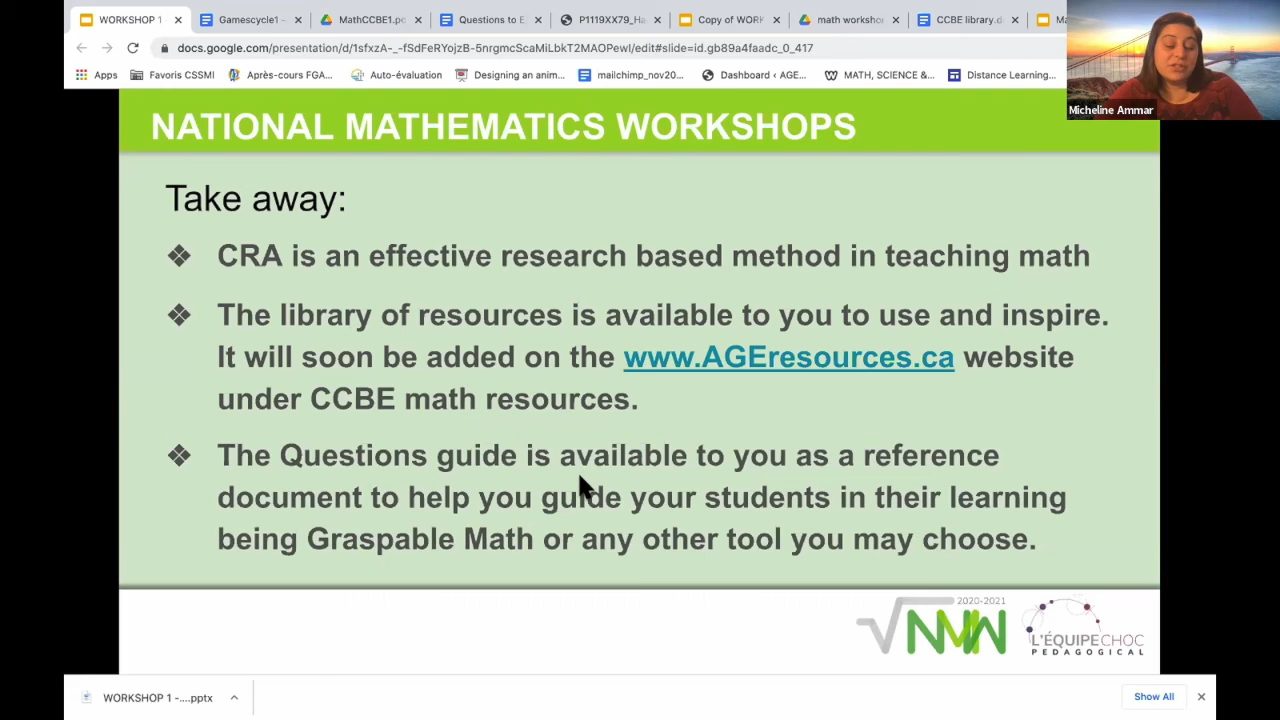 WORKSHOP 1
Gamescycle1 -
MathCCBE1.po
Questions to E
P1119XX79_Ha
Copy of WORK
math workshop
CCBE library.d
Ma
docs.google.com/presentation/d/1sfxzA-_-fSdFeRYojzB-5nrgmcScaMiLbkT2MAOPewI/edit#slide=id.gb89a4faadc_0_417
Apps
Favoris CSSMI
Après-cours FGA...
Auto-évaluation
Designing an anim...
mailchimp_nov20...
Dashboard ‹ AGE...
MATH, SCIENCE &...
Distance Learning...
Micheline Ammar
NATIONAL MATHEMATICS WORKSHOPS
Take away:
❖ CRA is an effective research based method in teaching math
❖ The library of resources is available to you to use and inspire.
It will soon be added on the www.AGEresources.ca website
under CCBE math resources.
❖ The Questions guide is available to you as a reference
document to help you guide your students in their learning
being Graspable Math or any other tool you may choose.
2020-2021
NMW
L'ÉQUIPECHOC
PEDAGOGICAL
WORKSHOP 1 -....pptx
Show All